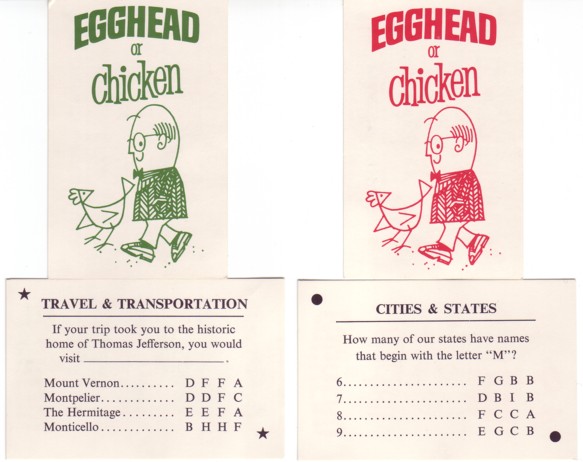 EGGHEAD
or
chicken
EGGHEAD
or
chicken
TRAVEL & TRANSPORTATION
If your trip took you to the historic
home of Thomas Jefferson, you would
visit ____________________.
Mount Vernon.......... D F F A
Montpelier............. D D F C
The Hermitage......... E E F A
Monticello............. B H H F
CITIES & STATES
How many of our states have names
that begin with the letter “M”?
6....................... F G B B
7....................... D B I B
8....................... F C C A
9....................... E G C B